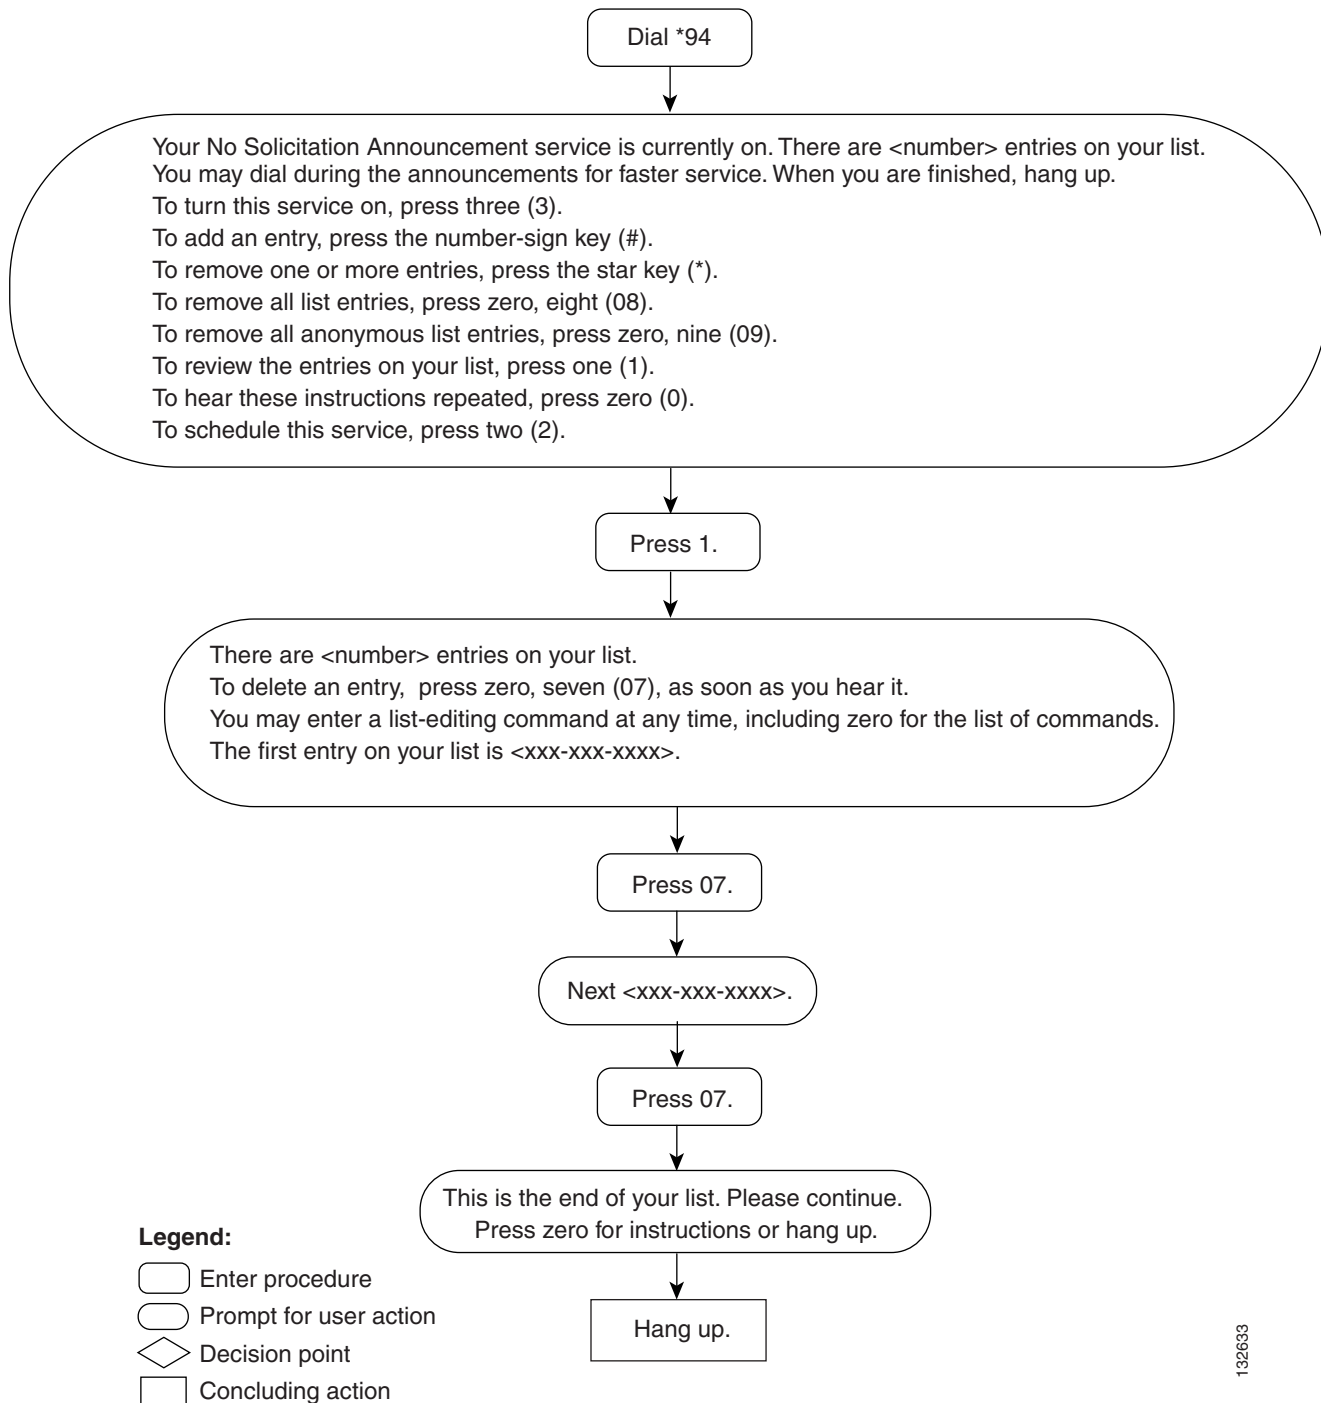 Dial *94
Your No Solicitation Announcement service is currently on. There are <number> entries on your list.
You may dial during the announcements for faster service. When you are finished, hang up.
To turn this service on, press three (3).
To add an entry, press the number-sign key (#).
To remove one or more entries, press the star key (*).
To remove all list entries, press zero, eight (08).
To remove all anonymous list entries, press zero, nine (09).
To review the entries on your list, press one (1).
To hear these instructions repeated, press zero (0).
To schedule this service, press two (2).
Press 1.
There are <number> entries on your list.
To delete an entry,  press zero, seven (07), as soon as you hear it.
You may enter a list-editing command at any time, including zero for the list of commands.
The first entry on your list is <xxx-xxx-xxxx>.
Press 07.
Next <xxx-xxx-xxxx>.
Press 07.
This is the end of your list. Please continue.
Press zero for instructions or hang up.
Hang up.
Legend:
Enter procedure
Prompt for user action
Decision point
Concluding action
132633